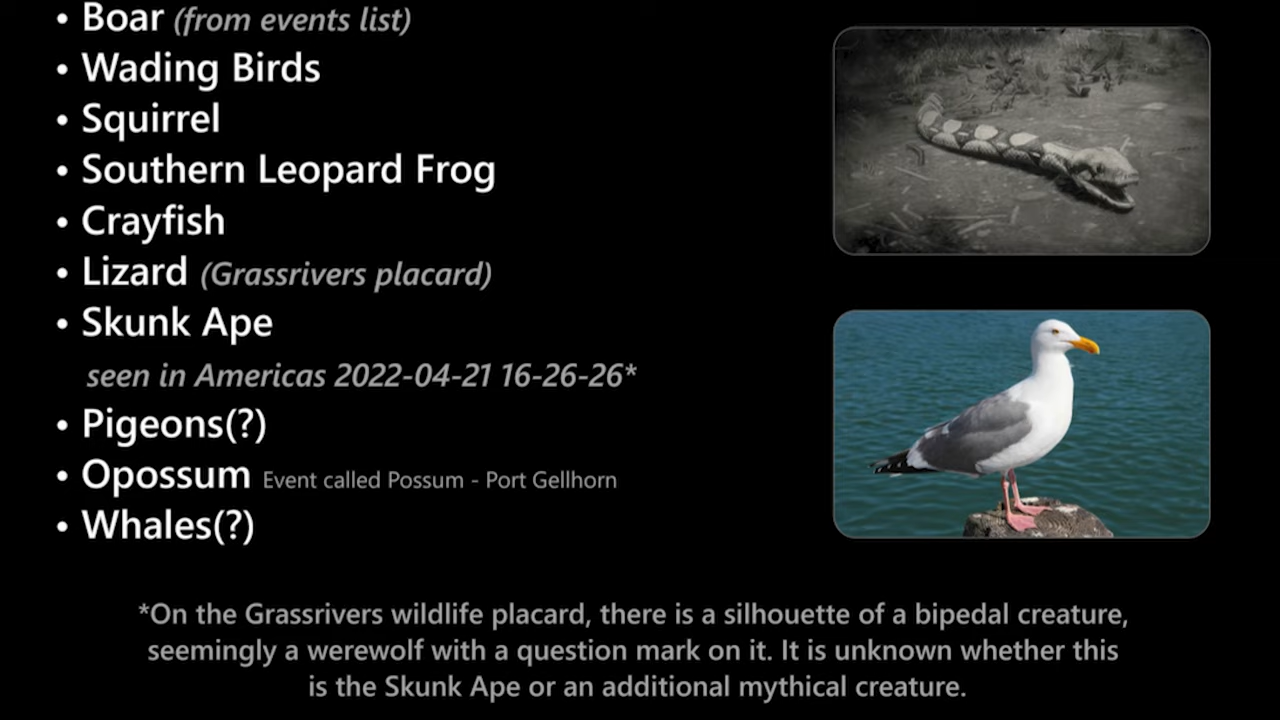 • Boar (from events list)
• Wading Birds
• Squirrel
• Southern Leopard Frog
• Crayfish
• Lizard (Grassrivers placard)
• Skunk Ape
seen in Americas 2022-04-21 16-26-26*
• Pigeons(?)
• Opossum Event called Possum - Port Gellhorn
• Whales(?)
*On the Grassrivers wildlife placard, there is a silhouette of a bipedal creature,
seemingly a werewolf with a question mark on it. It is unknown whether this
is the Skunk Ape or an additional mythical creature.